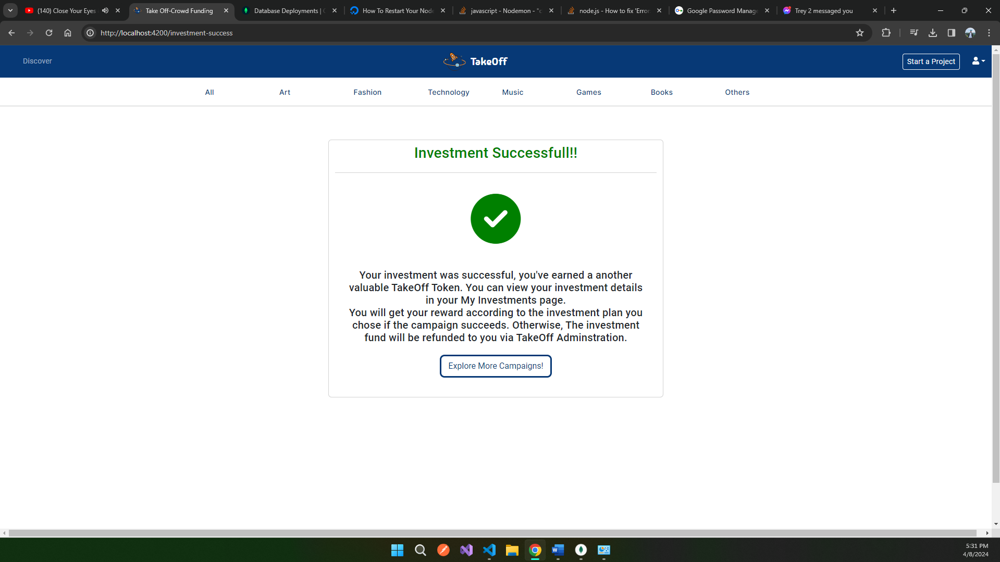 (140) Close Your Eyes
Take Off-Crowd Funding
Database Deployments |
How To Restart Your Node
javascript - Nodemon - "c
node.js - How to fix 'Error
Google Password Manage
Trey 2 messaged you
http://localhost:4200/investment-success
Discover
TakeOff
Start a Project
All
Art
Fashion
Technology
Music
Games
Books
Others
Investment Successfull!!
Your investment was successful, you've earned a another
valuable TakeOff Token. You can view your investment details
in your My Investments page.
You will get your reward according to the investment plan you
chose if the campaign succeeds. Otherwise, The investment
fund will be refunded to you via TakeOff Adminstration.
Explore More Campaigns!
5:31 PM
4/8/2024